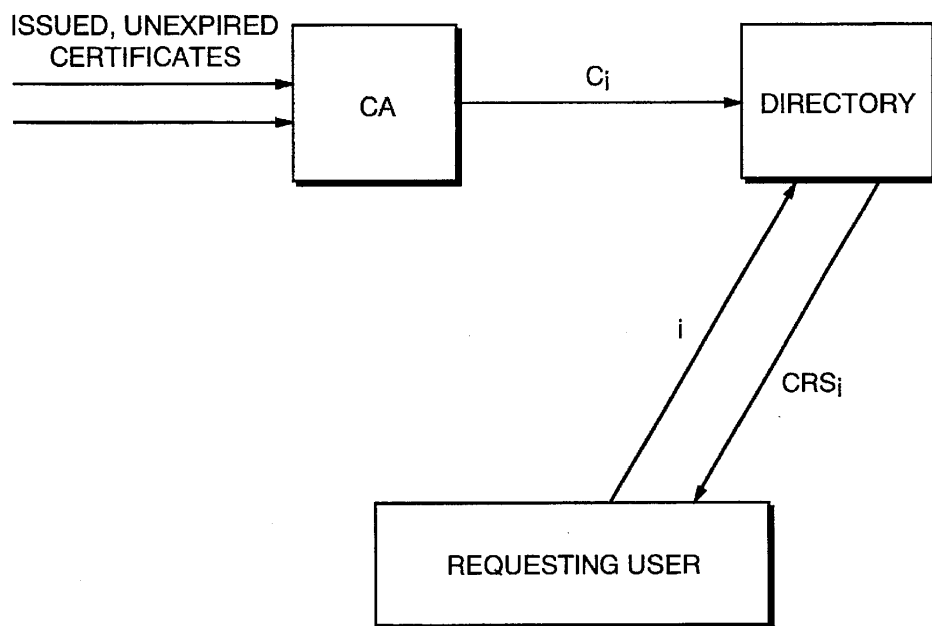 ISSUED, UNEXPIRED
CERTIFICATES
CA
Ci
DIRECTORY
i
CRSi
REQUESTING USER